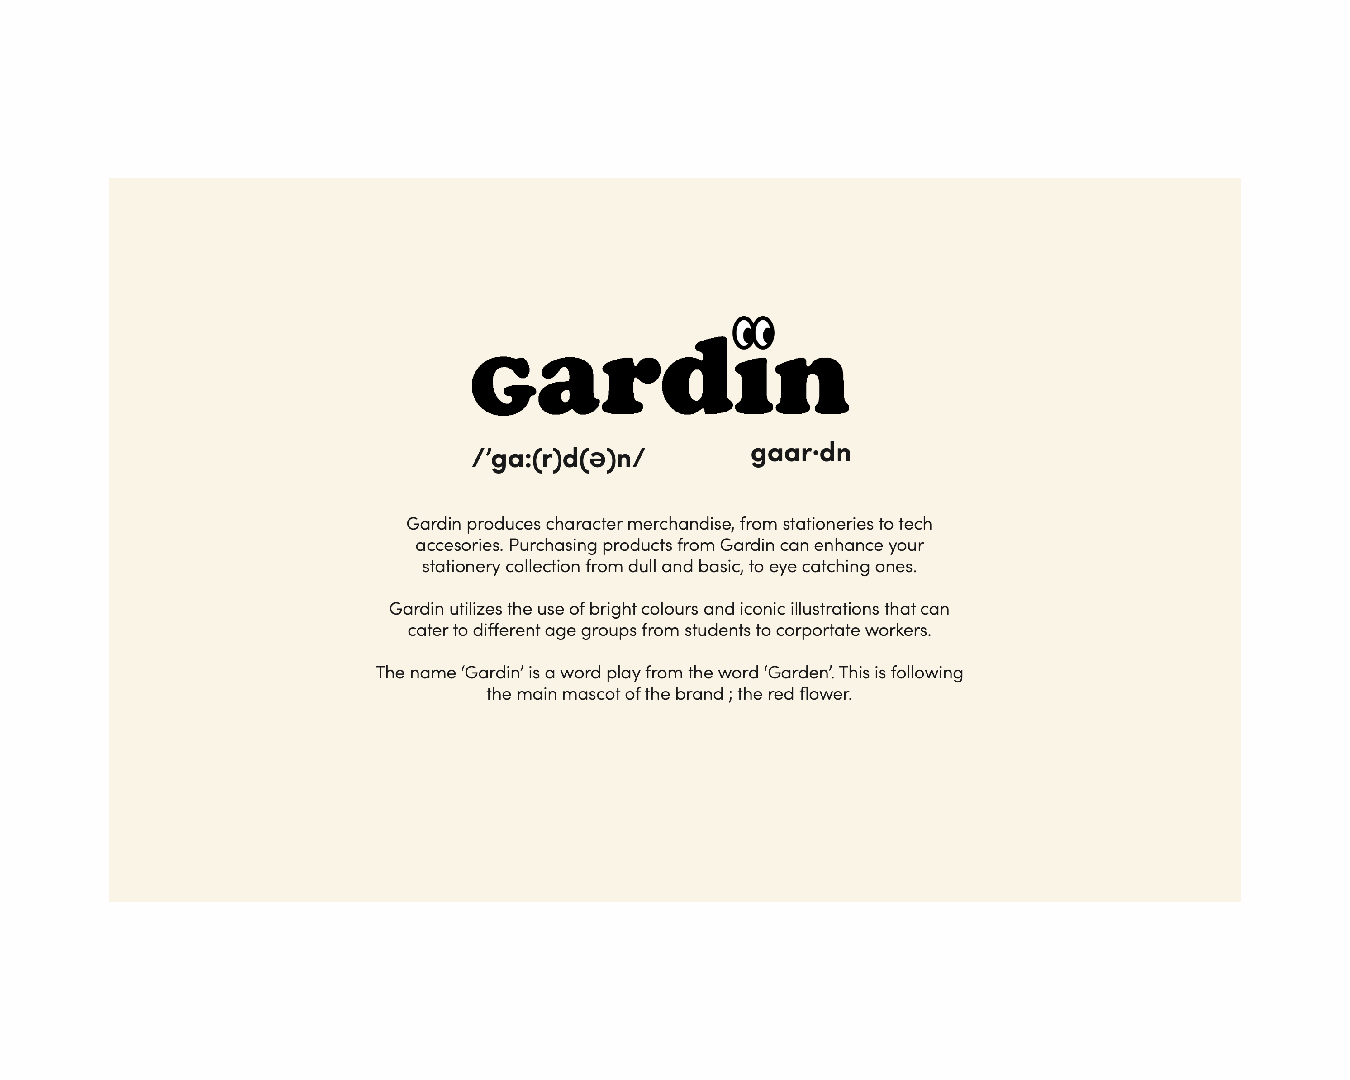 Gardin
/’ga:(r)d(ə)n/ gaar·dn
Gardin produces character merchandise, from stationeries to tech
accesories. Purchasing products from Gardin can enhance your
stationery collection from dull and basic, to eye catching ones.
Gardin utilizes the use of bright colours and iconic illustrations that can
cater to different age groups from students to corportate workers.
The name ‘Gardin’ is a word play from the word ‘Garden’. This is following
the main mascot of the brand ; the red flower.